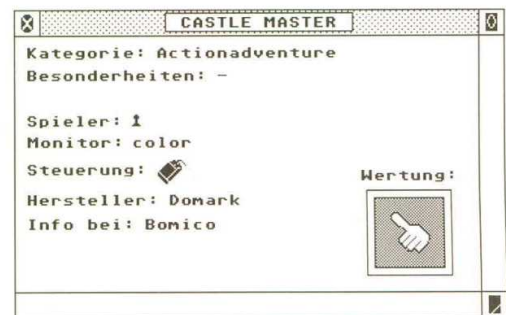 CASTLE MASTER
Kategorie: Actionadventure
Besonderheiten: -
Spieler: 1
Monitor: color
Steuerung:
Wertung:
Hersteller: Domark
Info bei: Bomico